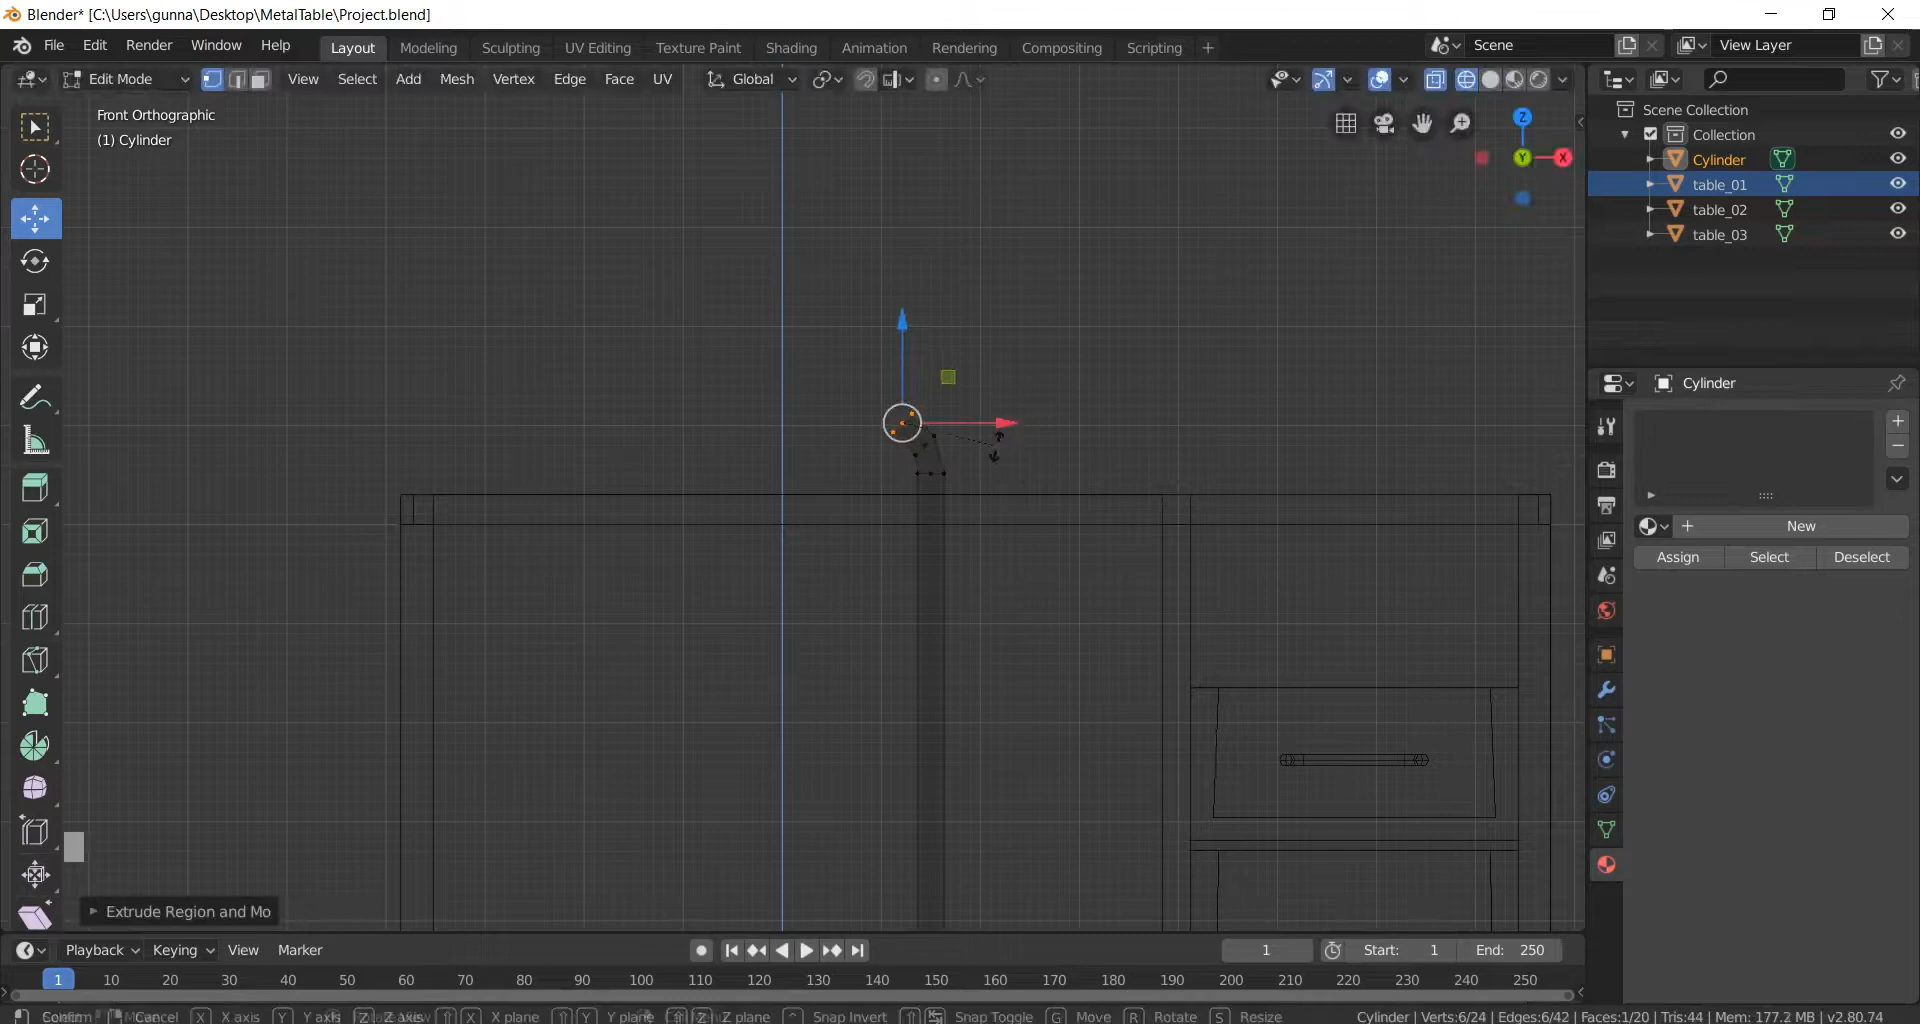 Blender* [C:\Users\gunna\Desktop\MetalTable\Project.blend]
File Edit Render Window Help Layout Modeling Sculpting UV Editing Texture Paint Shading Animation Rendering Compositing Scripting + Scene View Layer
Edit Mode View Select Add Mesh Vertex Edge Face UV Global
Front Orthographic
(1) Cylinder
Z
Y
X
Scene Collection
Collection
Cylinder
table_01
table_02
table_03
Cylinder
New
Assign Select Deselect
Extrude Region and Mo
Playback Keying View Marker 1 Start: 1 End: 250
1 10 20 30 40 50 60 70 80 90 100 110 120 130 140 150 160 170 180 190 200 210 220 230 240 250
Cancel X X axis Y Y axis Z Z axis X X plane Y Y plane Z Z plane Snap Invert Snap Toggle G Move R Rotate S Resize Cylinder | Verts:6/24 | Edges:6/42 | Faces:1/20 | Tris:44 | Mem: 177.2 MB | v2.80.74